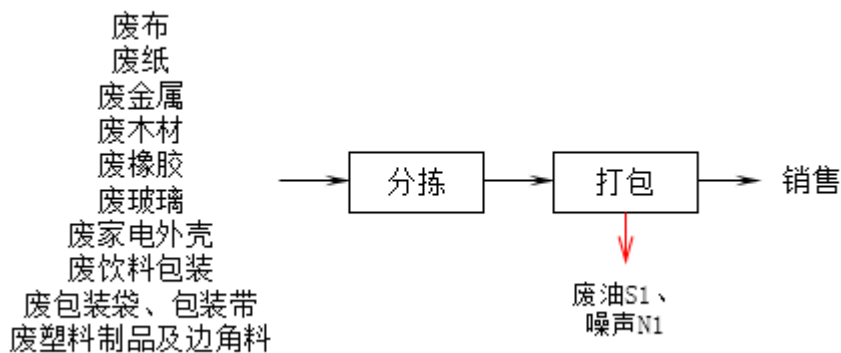 废布
废纸
废金属
废木材
废橡胶
废玻璃
废家电外壳
废饮料包装
废包装袋、包装带
废塑料制品及边角料
分拣
打包
销售
废油S1、
噪声N1